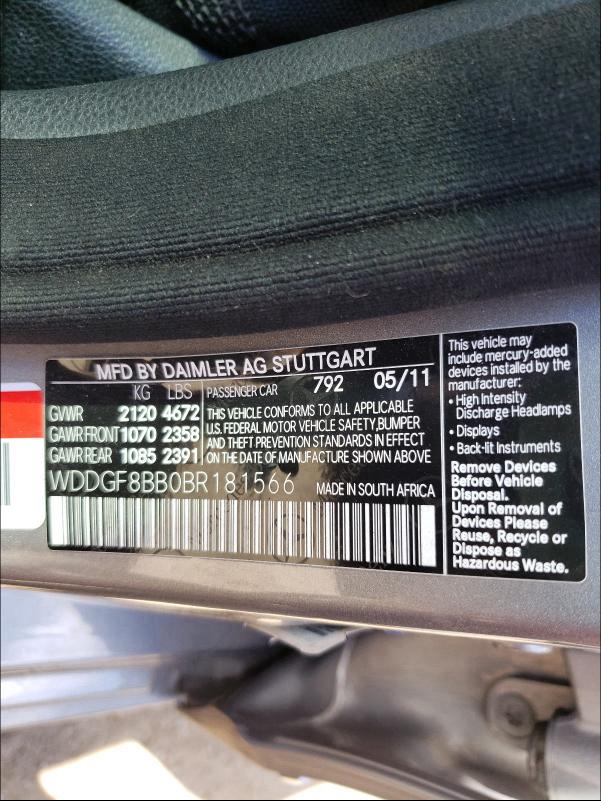 MFD BY DAIMLER AG STUTTGART
KG LBS PASSENGER CAR 792 05/11
GVWR 2120 4672
GAWR FRONT 1070 2358
GAWR REAR 1085 2391
THIS VEHICLE CONFORMS TO ALL APPLICABLE
U.S. FEDERAL MOTOR VEHICLE SAFETY,BUMPER
AND THEFT PREVENTION STANDARDS IN EFFECT
ON THE DATE OF MANUFACTURE SHOWN ABOVE
WDDGF8BB0BR181566 MADE IN SOUTH AFRICA
This vehicle may
include mercury-added
devices installed by the
manufacturer:
• High Intensity
Discharge Headlamps
• Displays
• Back-lit Instruments
Remove Devices
Before Vehicle
Disposal.
Upon Removal of
Devices Please
Reuse, Recycle or
Dispose as
Hazardous Waste.